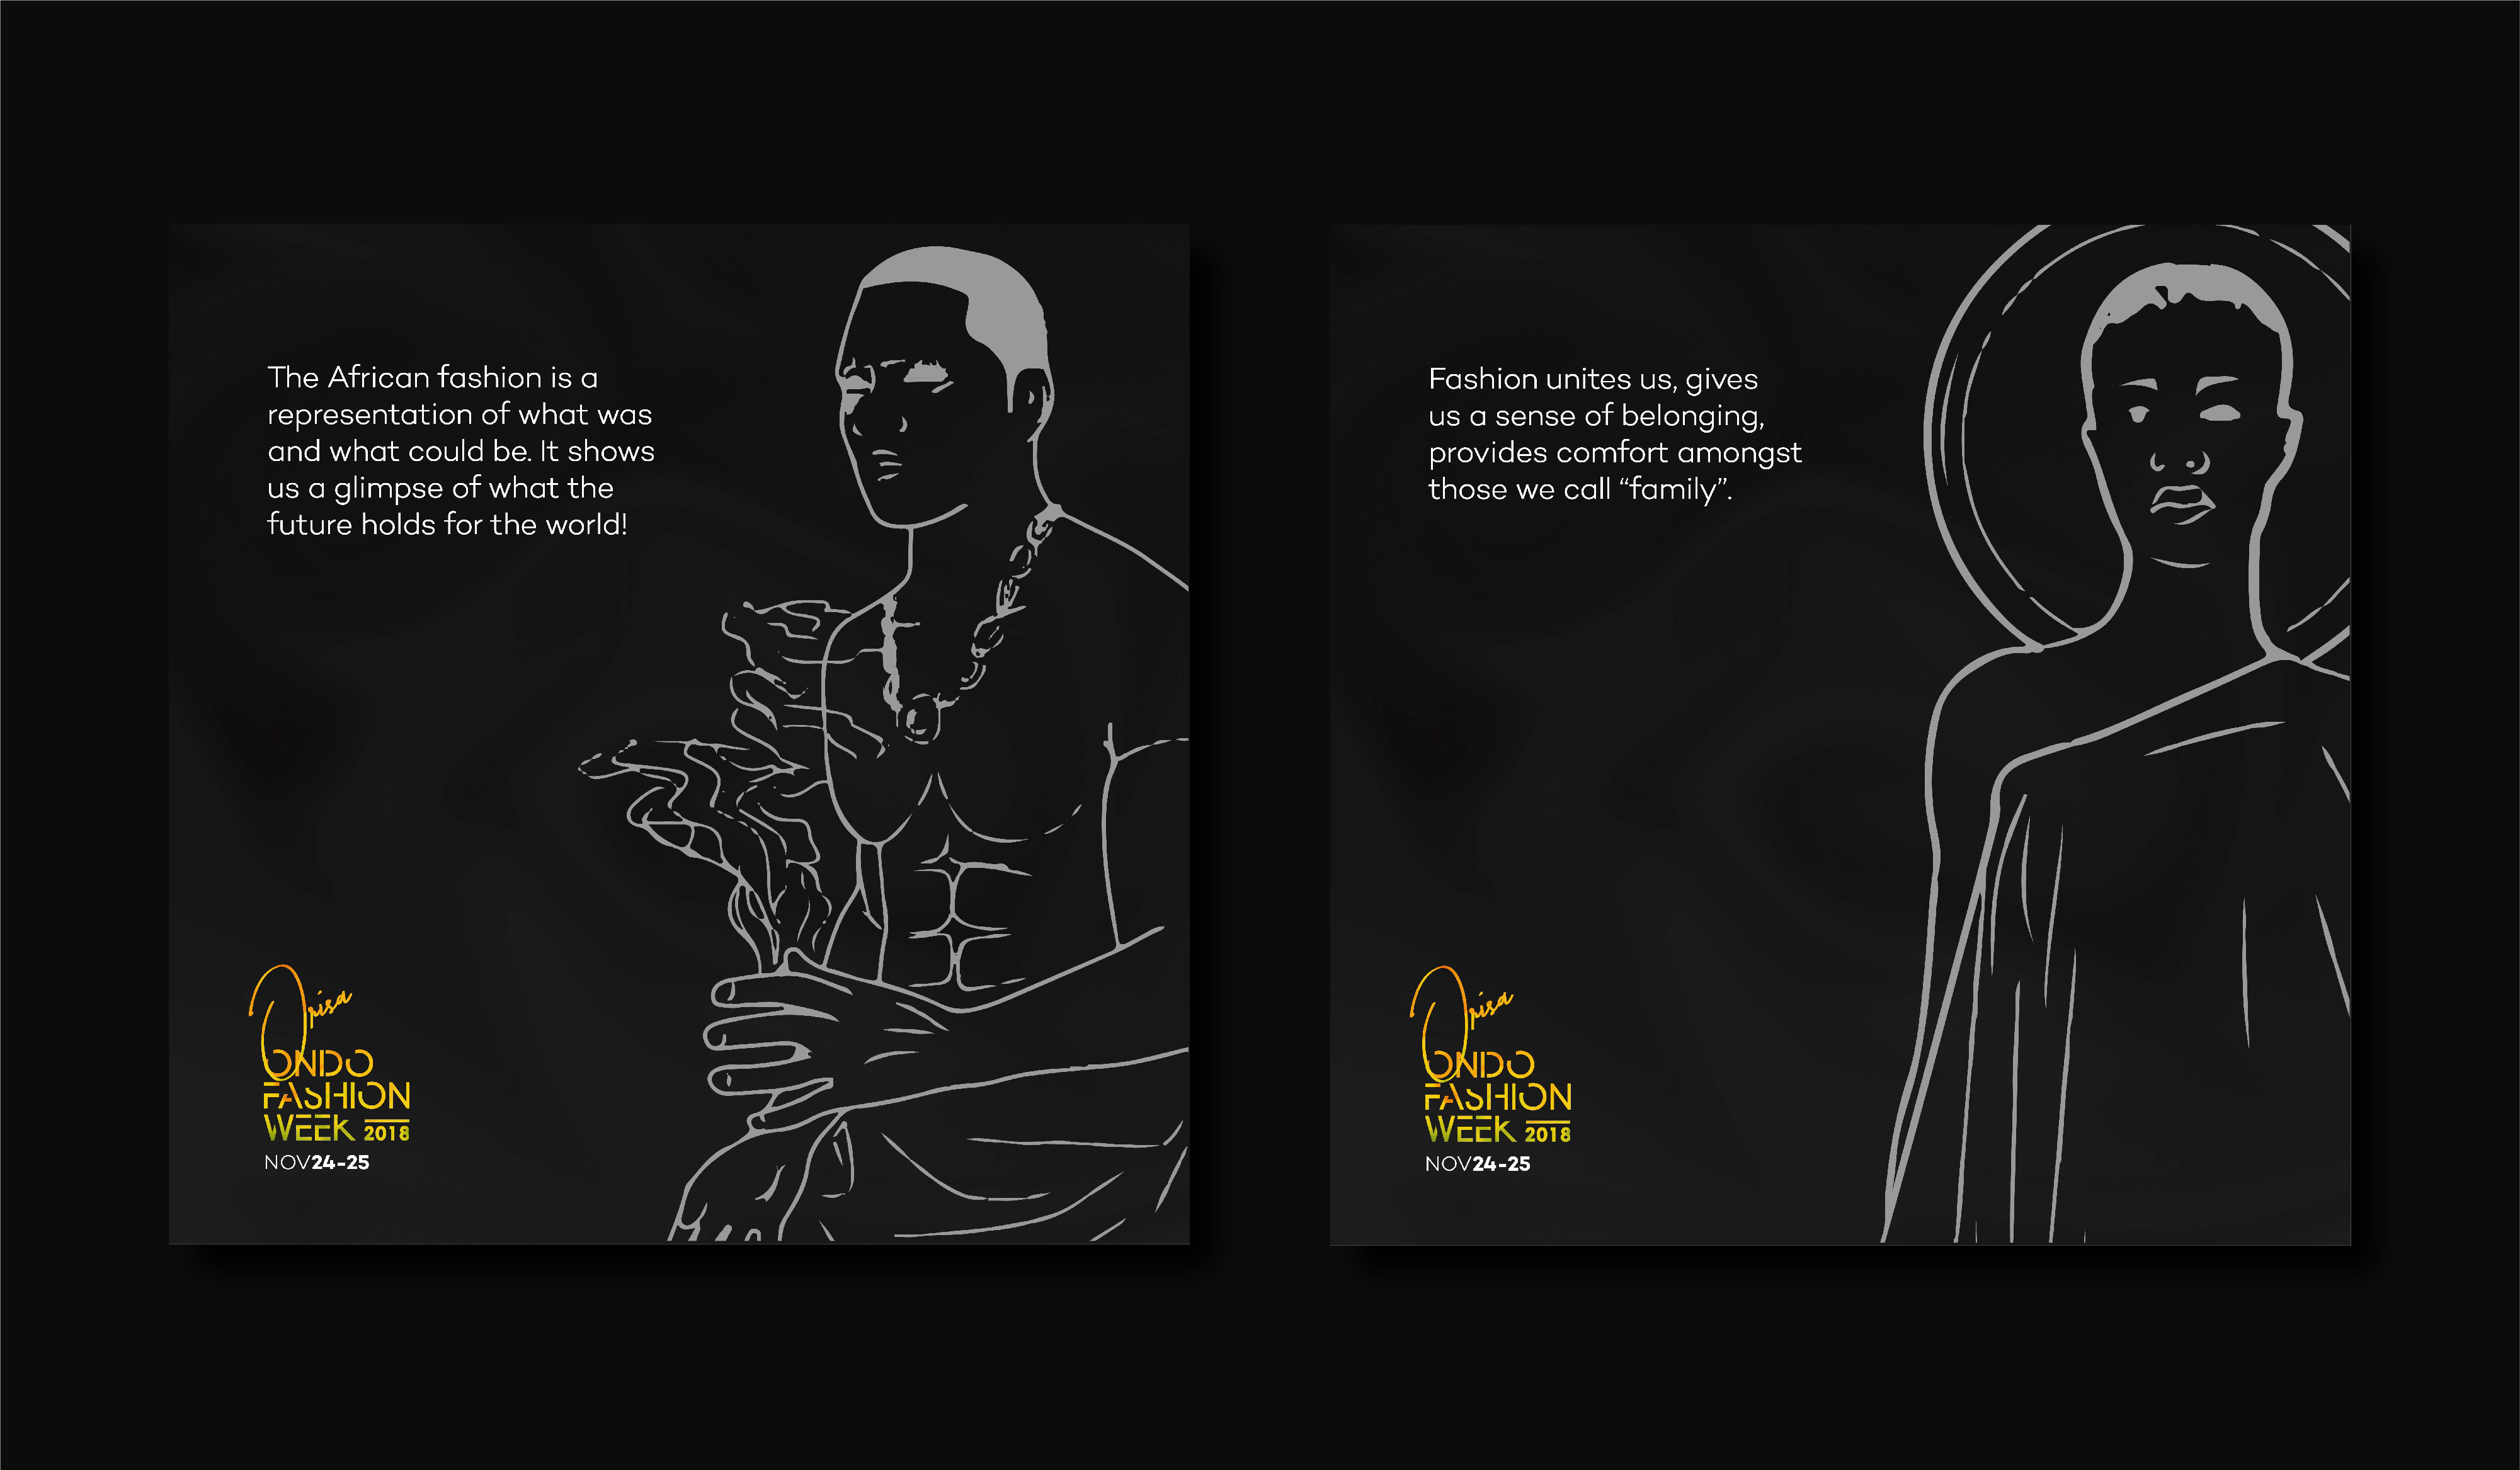 The African fashion is a
representation of what was
and what could be. It shows
us a glimpse of what the
future holds for the world!
Orisa
ONDO
FASHION
WEEK 2018
NOV24-25
Fashion unites us, gives
us a sense of belonging,
provides comfort amongst
those we call “family”.
Orisa
ONDO
FASHION
WEEK 2018
NOV24-25